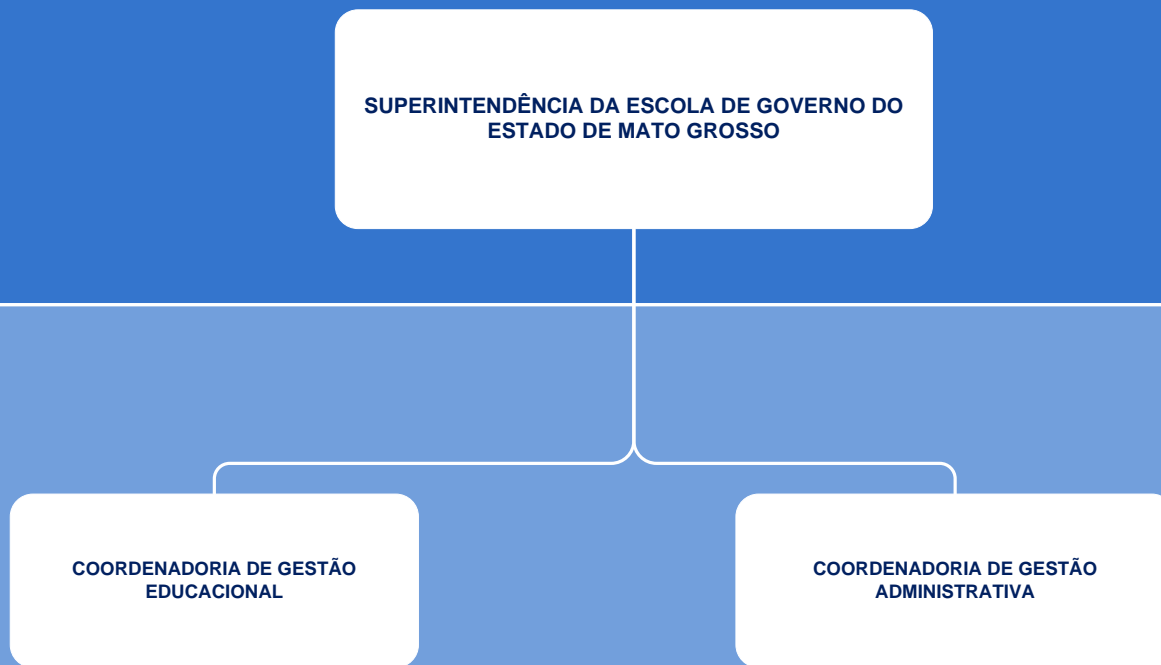 SUPERINTENDÊNCIA DA ESCOLA DE GOVERNO DO
ESTADO DE MATO GROSSO
COORDENADORIA DE GESTÃO
EDUCACIONAL
COORDENADORIA DE GESTÃO
ADMINISTRATIVA